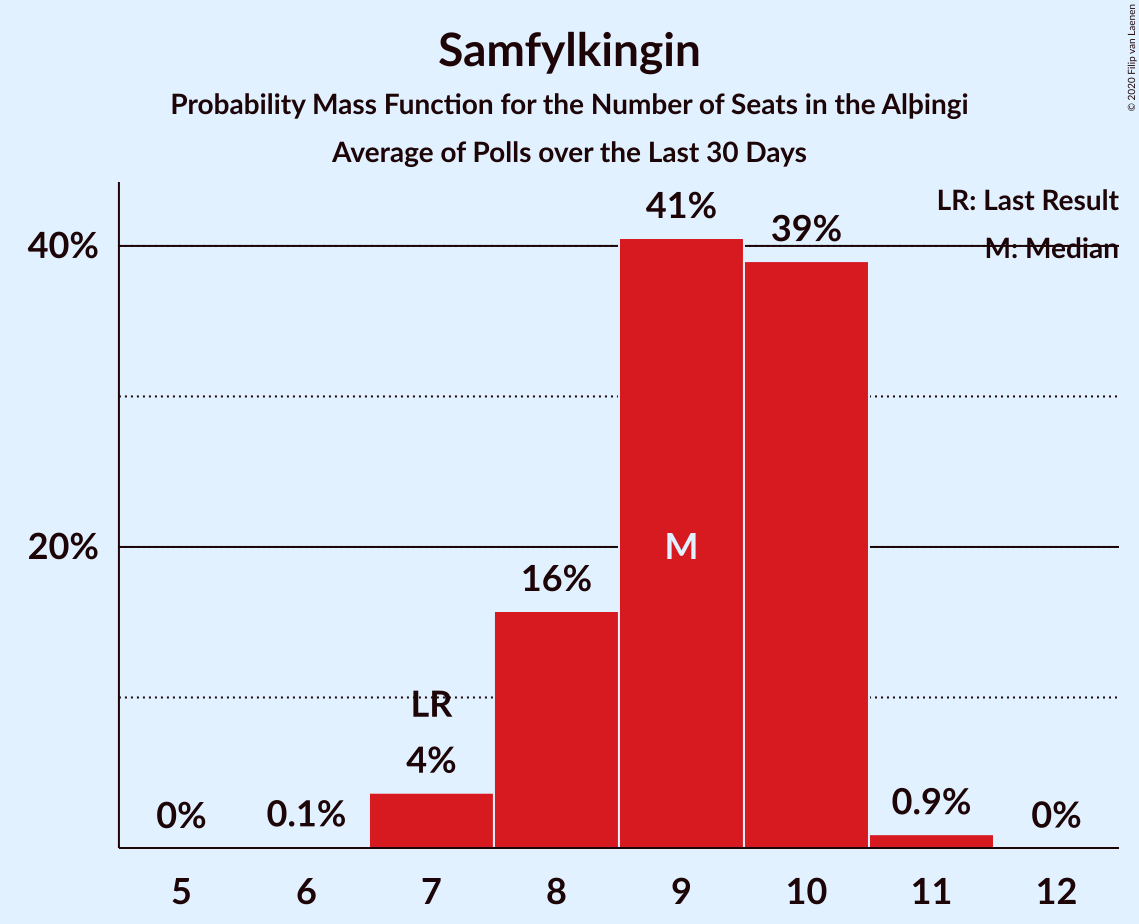 Samfylkingin
Probability Mass Function for the Number of Seats in the Alþingi
Average of Polls over the Last 30 Days
© 2020 Filip van Laenen
LR: Last Result
M: Median
40%
20%
0%
0.1%
LR
4%
16%
41%
M
39%
0.9%
0%
5 6 7 8 9 10 11 12